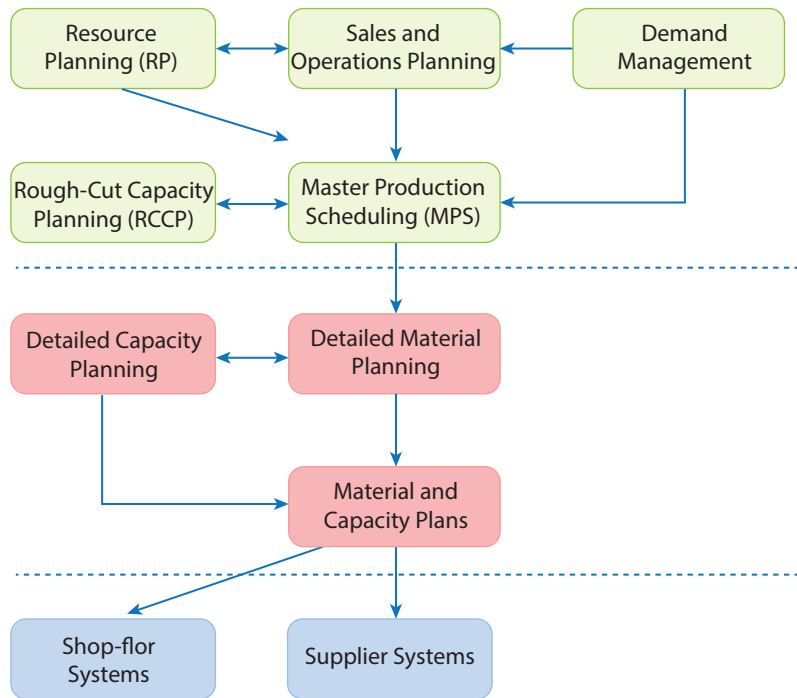 Resource
Planning (RP)
Sales and
Operations Planning
Demand
Management
Rough-Cut Capacity
Planning (RCCP)
Master Production
Scheduling (MPS)
Detailed Capacity
Planning
Detailed Material
Planning
Material and
Capacity Plans
Shop-flor
Systems
Supplier Systems